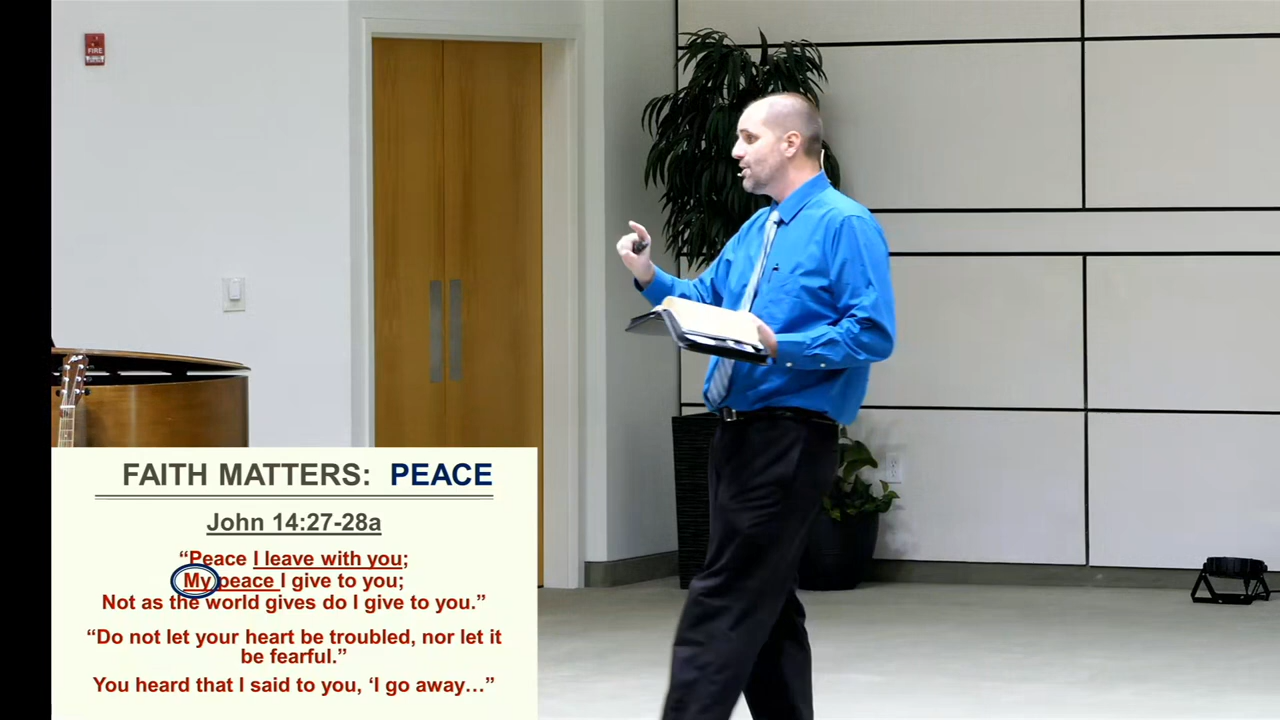 FIRE
FAITH MATTERS: PEACE
John 14:27-28a
“Peace I leave with you;
My peace I give to you;
Not as the world gives do I give to you.”
“Do not let your heart be troubled, nor let it
be fearful.”
You heard that I said to you, ‘I go away…”